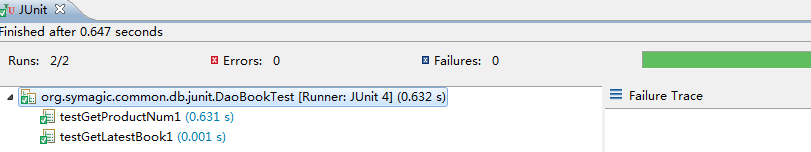 JUnit
Finished after 0.647 seconds
Runs: 2/2 Errors: 0 Failures: 0
org.symagic.common.db.junit.DaoBookTest [Runner: JUnit 4] (0.632 s)
Failure Trace
testGetProductNum1 (0.631 s)
testGetLatestBook1 (0.001 s)